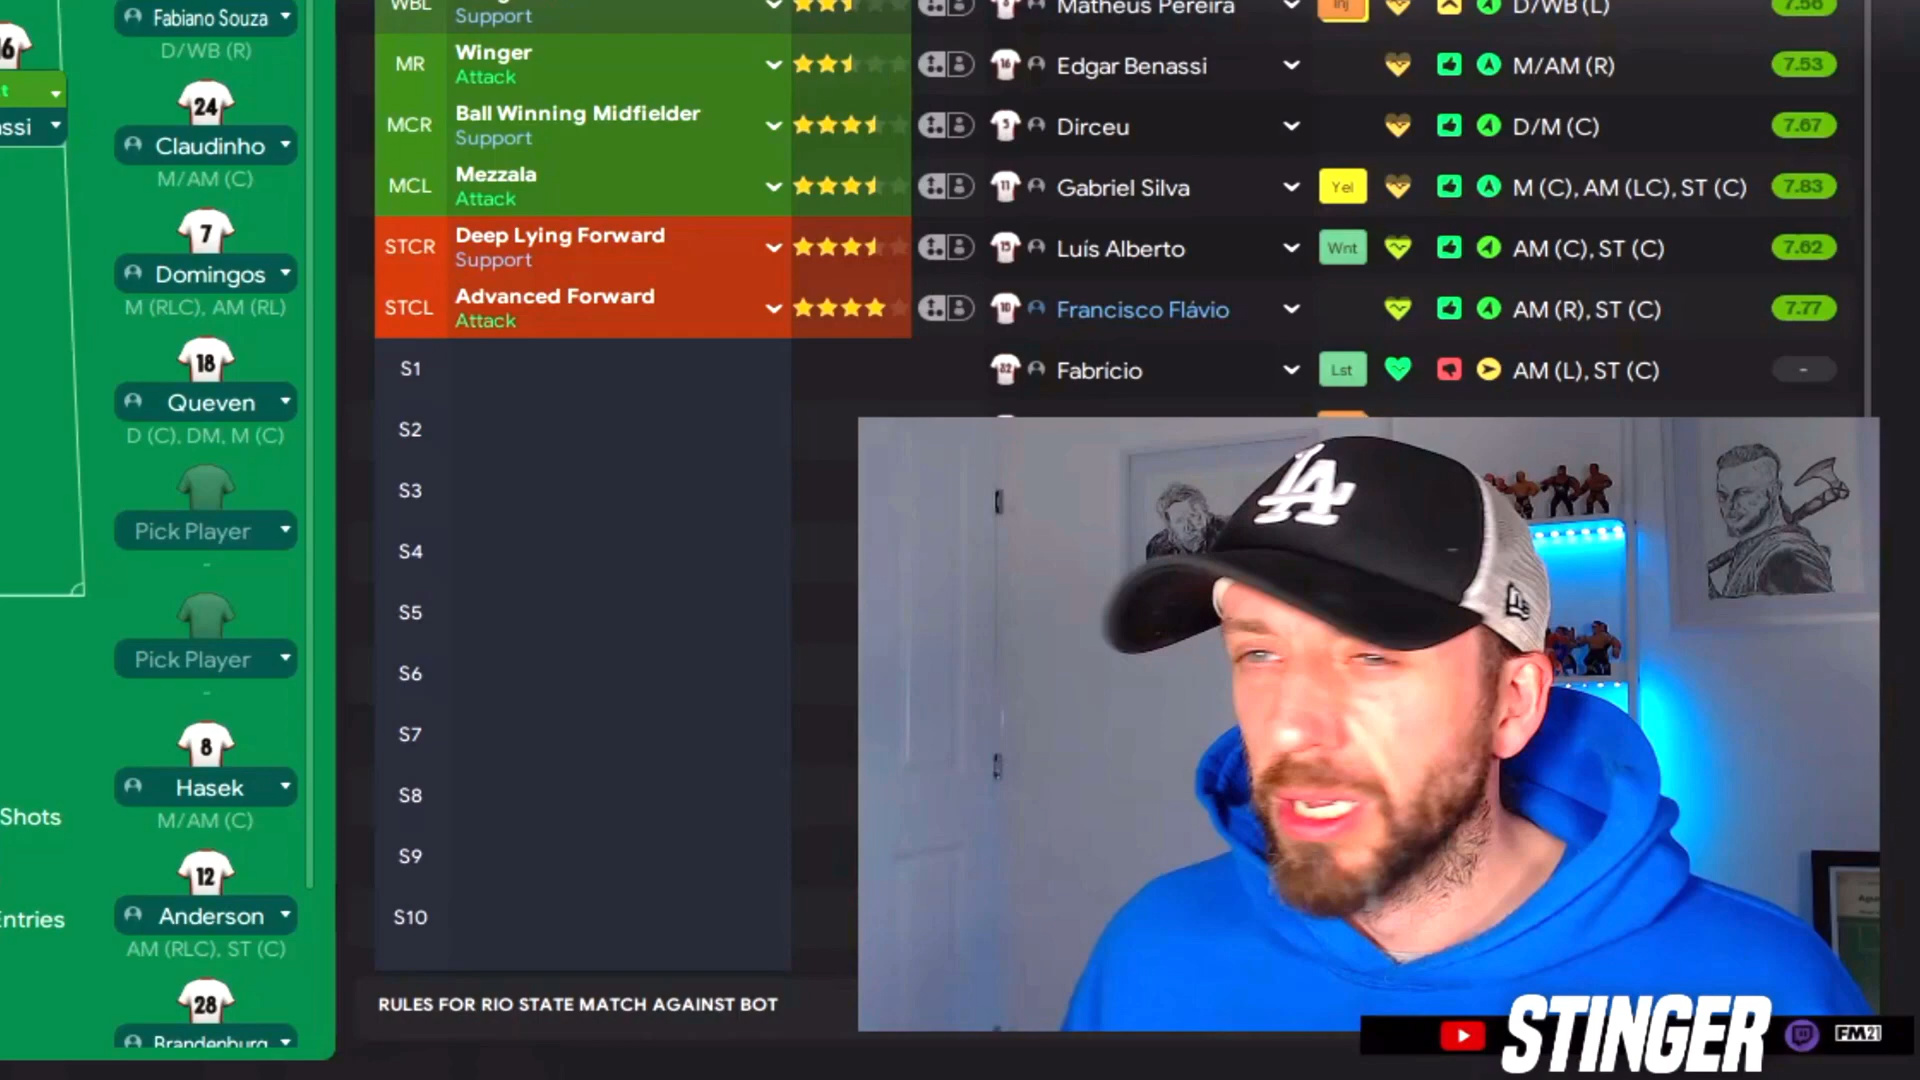 Fabiano Souza
D/WB (R)
24
Claudinho
M/AM (C)
7
Domingos
M (RLC), AM (RL)
18
Queven
D (C), DM, M (C)
Pick Player
-
Pick Player
-
8
Hasek
M/AM (C)
12
Anderson
AM (RLC), ST (C)
28
Brandenburg
Shots
WBL Support Matheus Pereira Inj D/WB (L) 7.56
MR Winger Attack 16 Edgar Benassi M/AM (R) 7.53
MCR Ball Winning Midfielder Support 5 Dirceu D/M (C) 7.67
MCL Mezzala Attack 11 Gabriel Silva Yel M (C), AM (LC), ST (C) 7.83
STCR Deep Lying Forward Support Luís Alberto Wnt AM (C), ST (C) 7.62
STCL Advanced Forward Attack 10 Francisco Flávio AM (R), ST (C) 7.77
S1 Fabrício Lst AM (L), ST (C) -
S2
S3
S4
S5
S6
S7
S8
S9
S10
RULES FOR RIO STATE MATCH AGAINST BOT
LA
STINGER
FM21